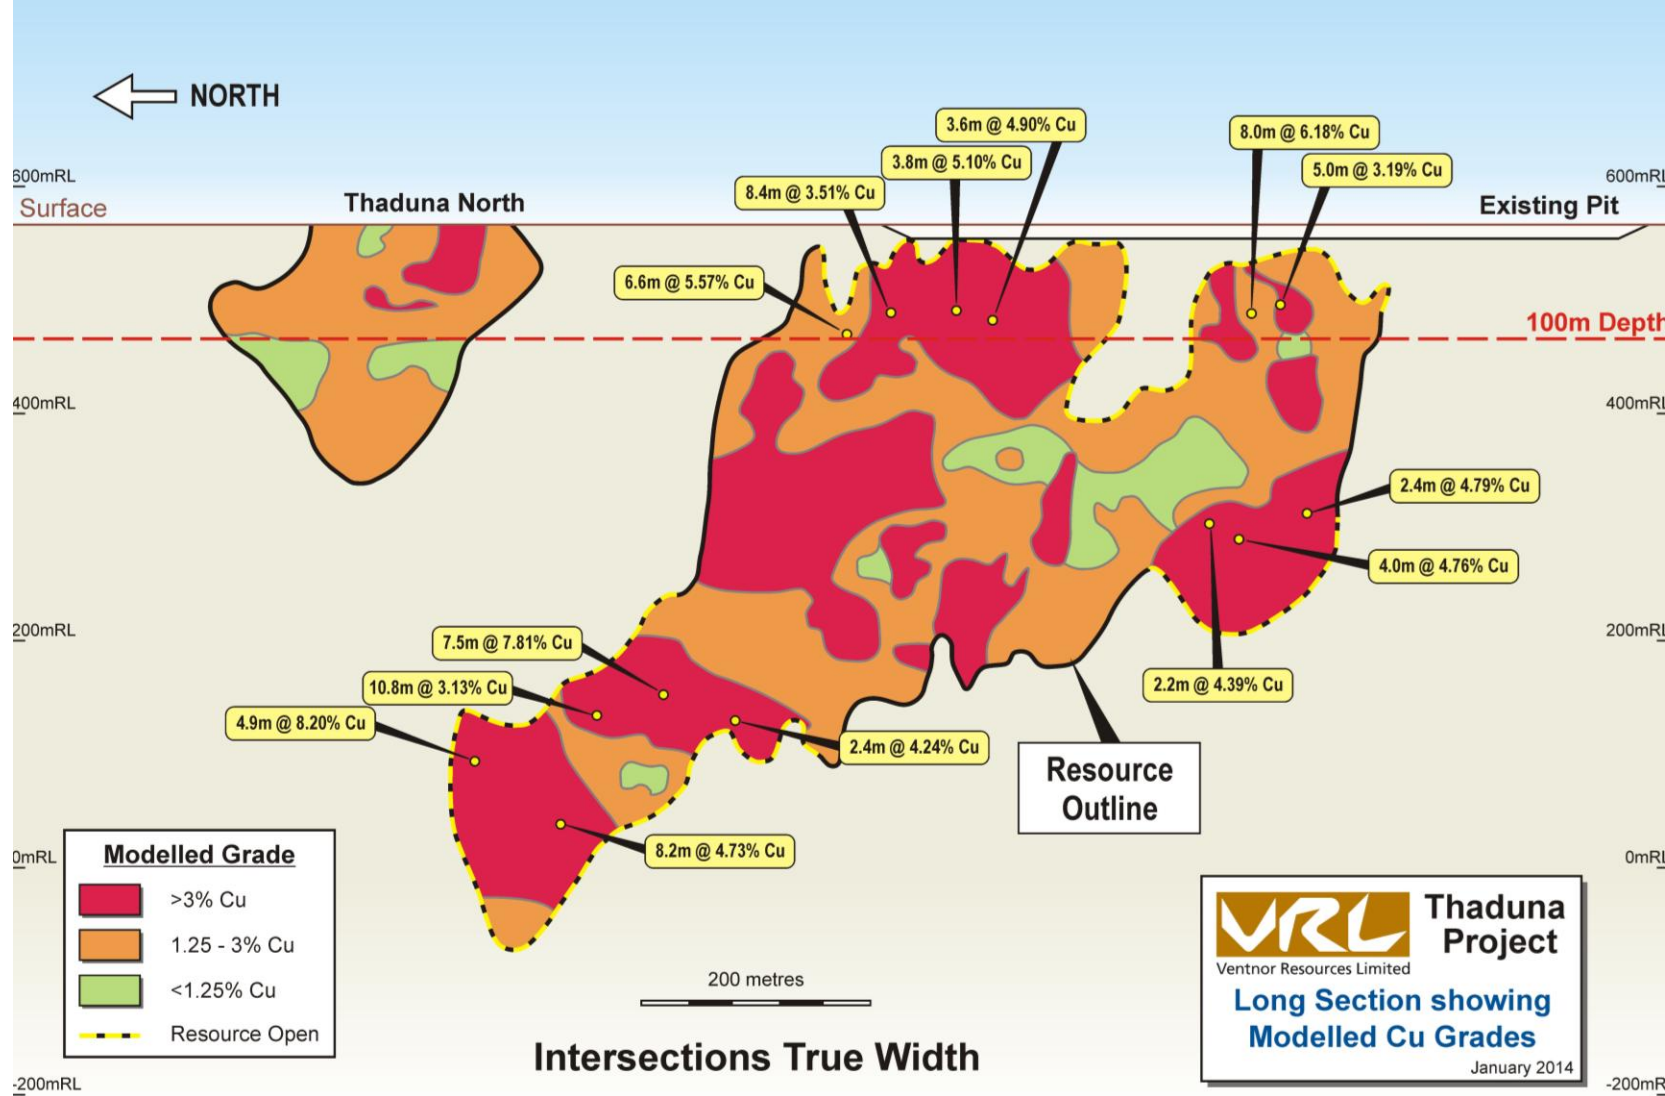 NORTH
3.6m @ 4.90% Cu
8.0m @ 6.18% Cu
3.8m @ 5.10% Cu
5.0m @ 3.19% Cu
600mRL
600mRL
8.4m @ 3.51% Cu
Surface
Thaduna North
Existing Pit
6.6m @ 5.57% Cu
100m Depth
400mRL
400mRL
2.4m @ 4.79% Cu
4.0m @ 4.76% Cu
200mRL
200mRL
7.5m @ 7.81% Cu
10.8m @ 3.13% Cu
2.2m @ 4.39% Cu
4.9m @ 8.20% Cu
2.4m @ 4.24% Cu
Resource
Outline
8.2m @ 4.73% Cu
0mRL
0mRL
Modelled Grade
>3% Cu
1.25 - 3% Cu
<1.25% Cu
Resource Open
200 metres
Intersections True Width
VRL
Ventnor Resources Limited
Thaduna
Project
Long Section showing
Modelled Cu Grades
January 2014
-200mRL
-200mR